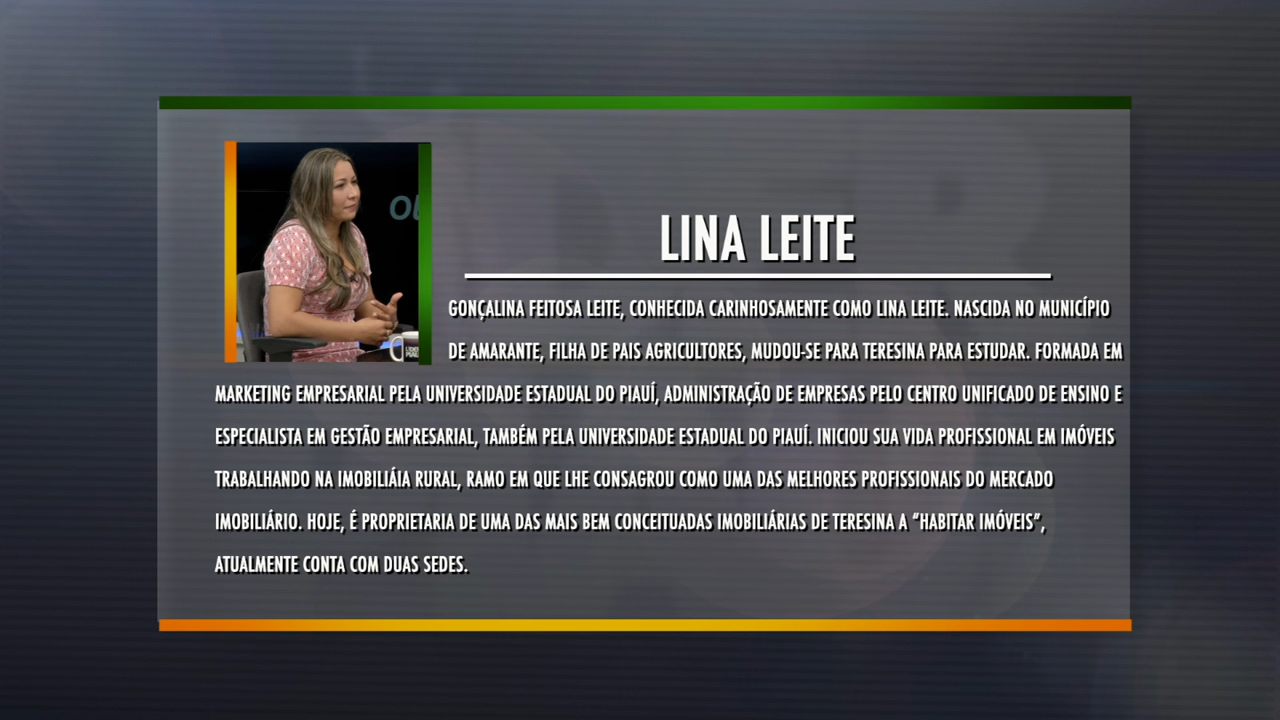 LINA LEITE
GONÇALINA FEITOSA LEITE, CONHECIDA CARINHOSAMENTE COMO LINA LEITE. NASCIDA NO MUNICÍPIO
DE AMARANTE, FILHA DE PAIS AGRICULTORES, MUDOU-SE PARA TERESINA PARA ESTUDAR. FORMADA EM
MARKETING EMPRESARIAL PELA UNIVERSIDADE ESTADUAL DO PIAUÍ, ADMINISTRAÇÃO DE EMPRESAS PELO CENTRO UNIFICADO DE ENSINO E
ESPECIALISTA EM GESTÃO EMPRESARIAL, TAMBÉM PELA UNIVERSIDADE ESTADUAL DO PIAUÍ. INICIOU SUA VIDA PROFISSIONAL EM IMÓVEIS
TRABALHANDO NA IMOBILIÁIA RURAL, RAMO EM QUE LHE CONSAGROU COMO UMA DAS MELHORES PROFISSIONAIS DO MERCADO
IMOBILIÁRIO. HOJE, É PROPRIETARIA DE UMA DAS MAIS BEM CONCEITUADAS IMOBILIÁRIAS DE TERESINA A “HABITAR IMÓVEIS”,
ATUALMENTE CONTA COM DUAS SEDES.